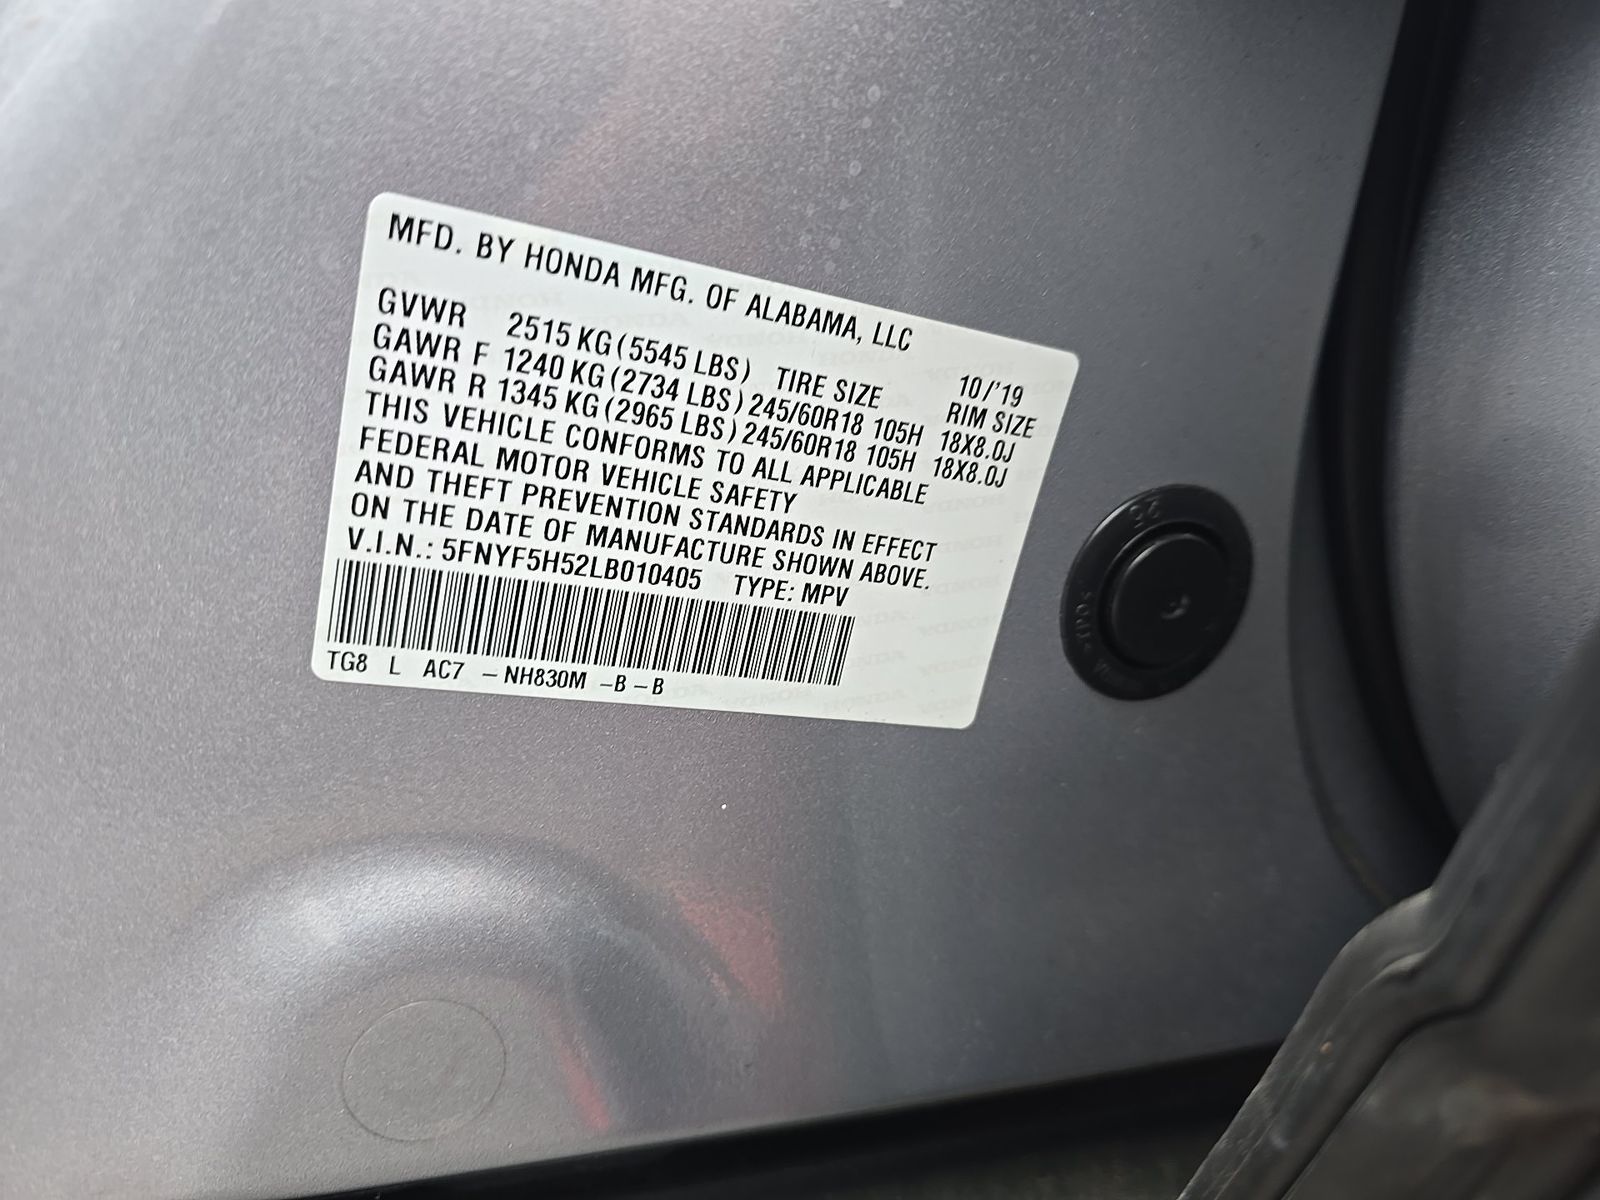 MFD. BY HONDA MFG. OF ALABAMA, LLC
10/'19
GVWR 2515 KG (5545 LBS) TIRE SIZE RIM SIZE
GAWR F 1240 KG (2734 LBS) 245/60R18 105H 18X8.0J
GAWR R 1345 KG (2965 LBS) 245/60R18 105H 18X8.0J
THIS VEHICLE CONFORMS TO ALL APPLICABLE
FEDERAL MOTOR VEHICLE SAFETY
AND THEFT PREVENTION STANDARDS IN EFFECT
ON THE DATE OF MANUFACTURE SHOWN ABOVE.
V.I.N.: 5FNYF5H52LB010405 TYPE: MPV
TG8 L AC7 -NH830M -B-B